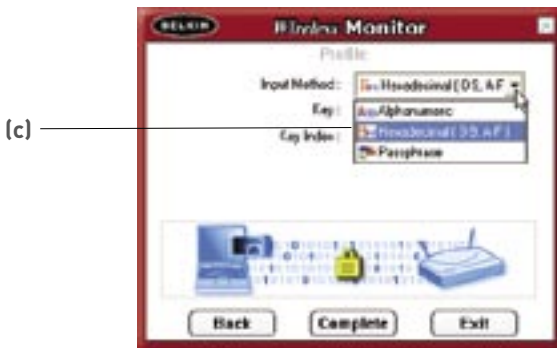 BELKIN Wireless Monitor
Profile
Input Method: Hexadecimal (0-9, A-F
Key: Alphanumeric
(c) Hexadecimal (0-9, A-F)
Key Index:
Passphrase
Back Complete Exit